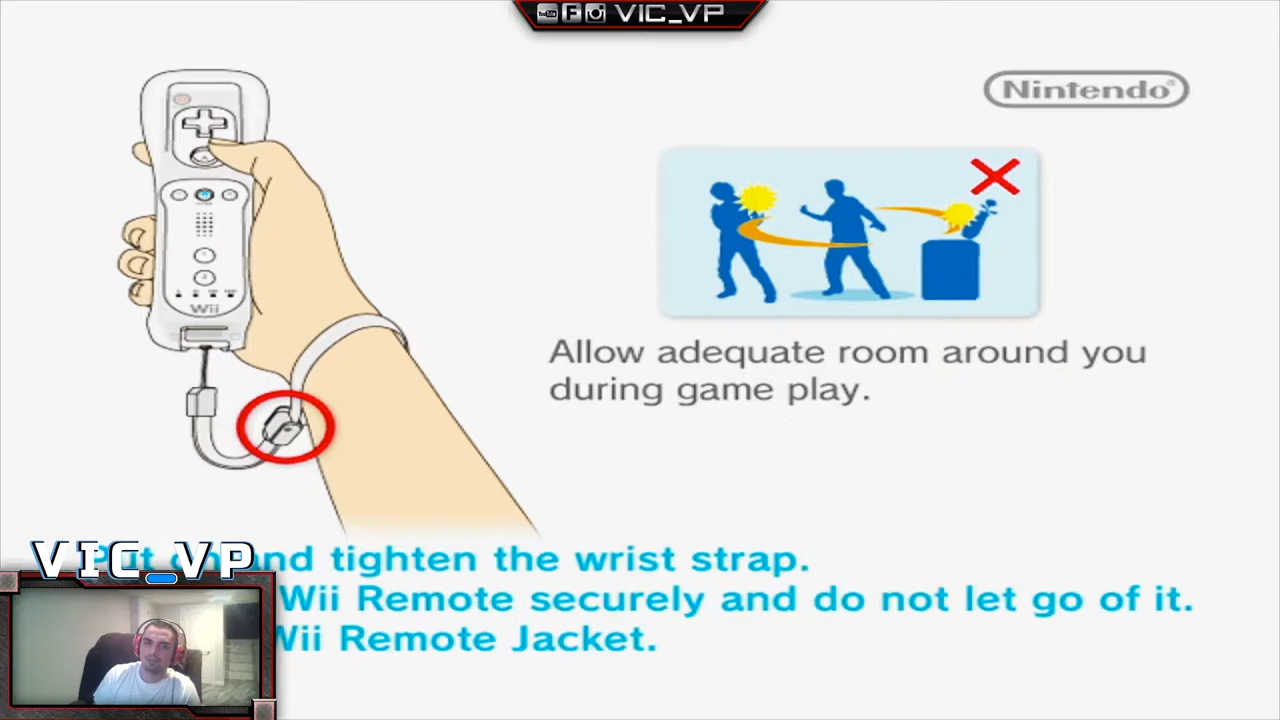 VIC_VP
Nintendo®
Wii
Allow adequate room around you
during game play.
VIC_VP
and tighten the wrist strap.
Wii Remote securely and do not let go of it.
Wii Remote Jacket.